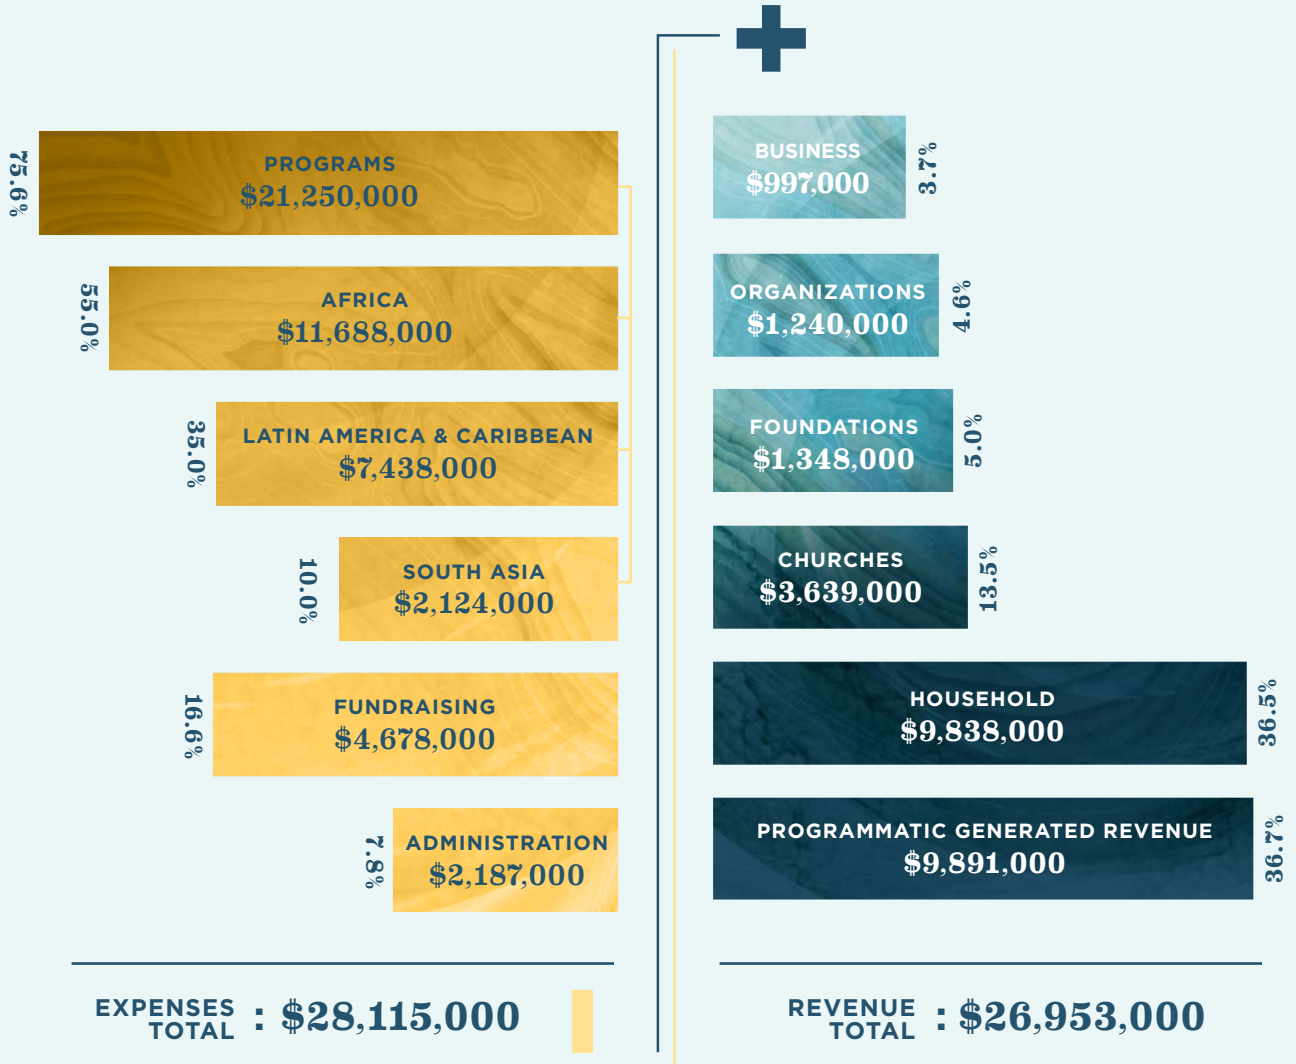 75.6%
PROGRAMS
$21,250,000
55.0%
AFRICA
$11,688,000
35.0%
LATIN AMERICA & CARIBBEAN
$7,438,000
10.0%
SOUTH ASIA
$2,124,000
16.6%
FUNDRAISING
$4,678,000
7.8%
ADMINISTRATION
$2,187,000
EXPENSES
TOTAL : $28,115,000
BUSINESS
$997,000
3.7%
ORGANIZATIONS
$1,240,000
4.6%
FOUNDATIONS
$1,348,000
5.0%
CHURCHES
$3,639,000
13.5%
HOUSEHOLD
$9,838,000
36.5%
PROGRAMMATIC GENERATED REVENUE
$9,891,000
36.7%
REVENUE
TOTAL : $26,953,000